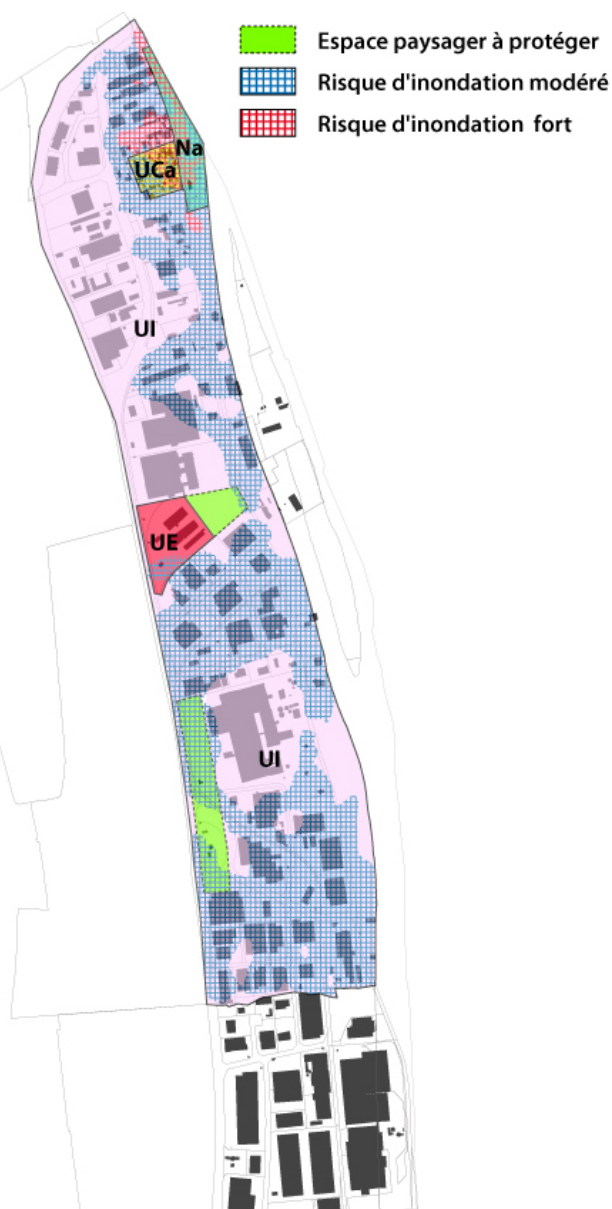 Espace paysager à protéger
Risque d'inondation modéré
Risque d'inondation fort
Na
UCa
UI
UE
UI